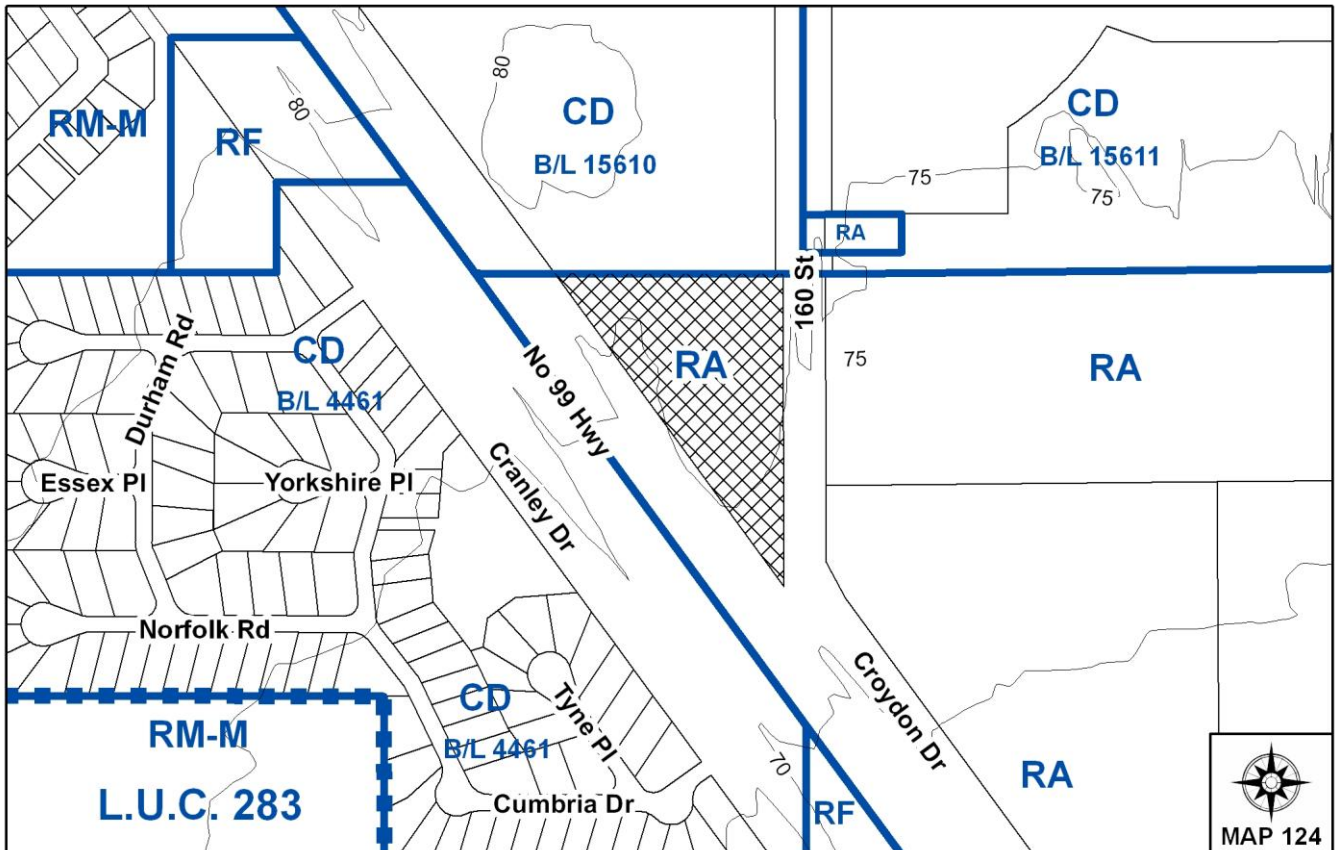 80
CD
B/L 15610
CD
B/L 15611
RM-M
RF
80
75
75
RA
160 St
Durham Rd
CD
B/L 4461
No 99 Hwy
RA
75
RA
Essex Pl
Yorkshire Pl
Cranley Dr
Norfolk Rd
CD
B/L 4461
Tyne Pl
Croydon Dr
RM-M
L.U.C. 283
Cumbria Dr
70
RF
RA
MAP 124